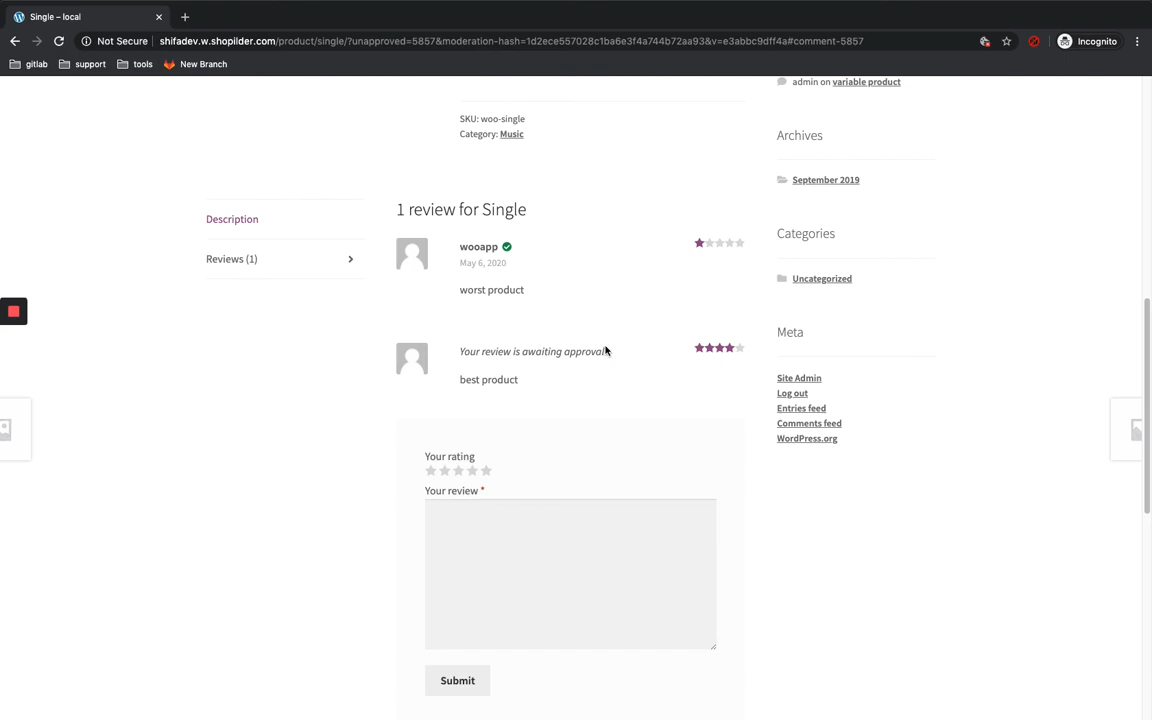 Single – local
Not Secure
shifadev.w.shopilder.com/product/single/?unapproved=5857&moderation-hash=1d2ece557028c1ba6e3f4a744b72aa93&v=e3abbc9dff4a#comment-5857
Incognito
gitlab
support
tools
New Branch
admin on variable product
SKU: woo-single
Category: Music
Archives
September 2019
1 review for Single
Description
Categories
wooapp
May 6, 2020
Reviews (1)
Uncategorized
worst product
Meta
Your review is awaiting approval
best product
Site Admin
Log out
Entries feed
Comments feed
WordPress.org
Your rating
Your review *
Submit